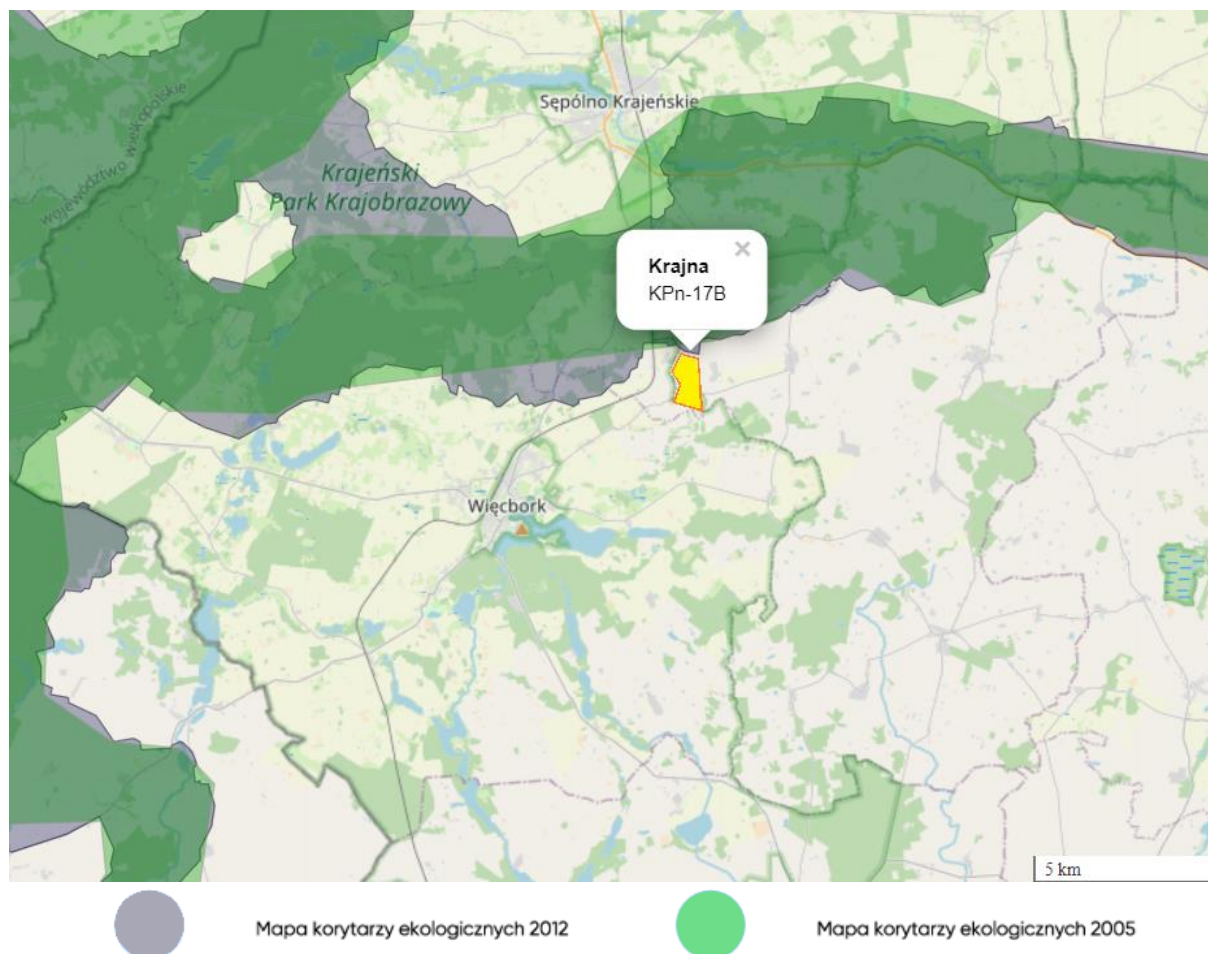 Sępólno Krajeńskie
województwo wielkopolskie
Krajeński
Park Krajobrazowy
Krajna
×
KPn-17B
Więcbork
5 km
Mapa korytarzy ekologicznych 2012
Mapa korytarzy ekologicznych 2005